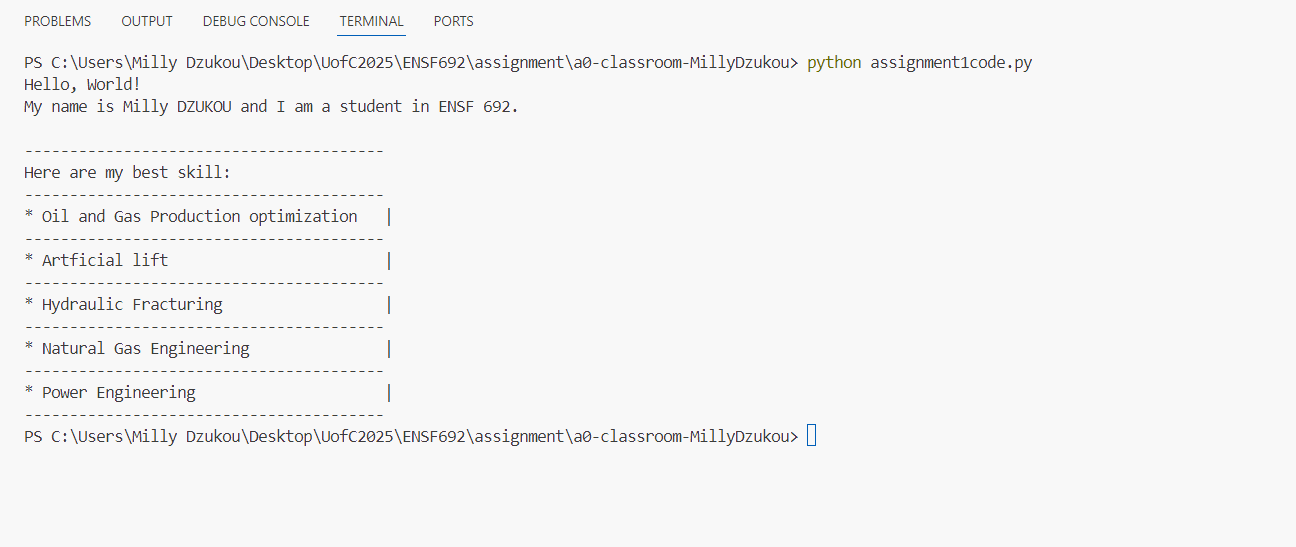 PROBLEMS OUTPUT DEBUG CONSOLE TERMINAL PORTS
PS C:\Users\Milly Dzukou\Desktop\UofC2025\ENSF692\assignment\a0-classroom-MillyDzukou> python assignment1code.py
Hello, World!
My name is Milly DZUKOU and I am a student in ENSF 692.
----------------------------------------
Here are my best skill:
----------------------------------------
* Oil and Gas Production optimization |
----------------------------------------
* Artficial lift |
----------------------------------------
* Hydraulic Fracturing |
----------------------------------------
* Natural Gas Engineering |
----------------------------------------
* Power Engineering |
----------------------------------------
PS C:\Users\Milly Dzukou\Desktop\UofC2025\ENSF692\assignment\a0-classroom-MillyDzukou>